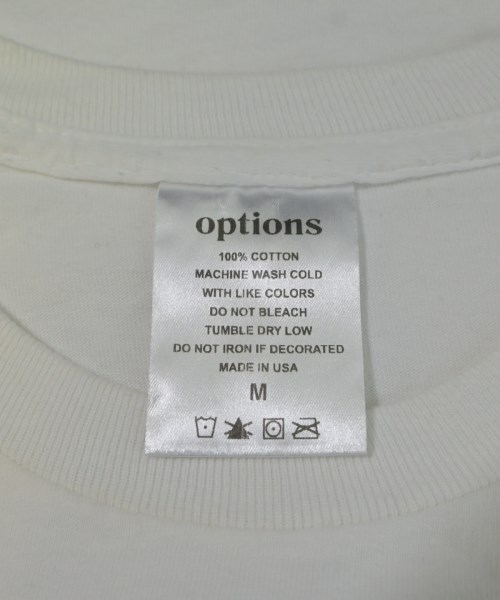 options
100% COTTON
MACHINE WASH COLD
WITH LIKE COLORS
DO NOT BLEACH
TUMBLE DRY LOW
DO NOT IRON IF DECORATED
MADE IN USA
M